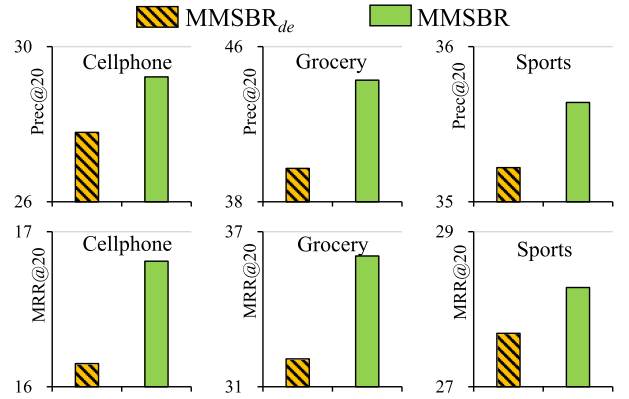 MMSBRde MMSBR
30 Cellphone 46 Grocery 36 Sports
Prec@20 Prec@20 Prec@20
26 38 35
17 Cellphone 37 Grocery 29 Sports
MRR@20 MRR@20 MRR@20
16 31 27